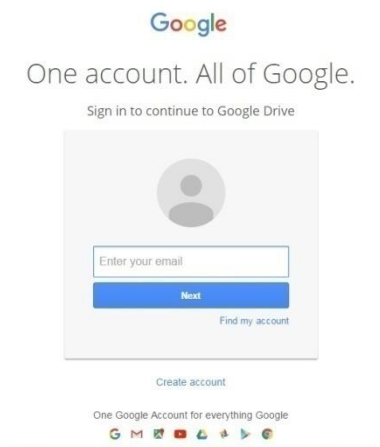 Google
One account. All of Google.
Sign in to continue to Google Drive
Enter your email
Next
Find my account
Create account
One Google Account for everything Google